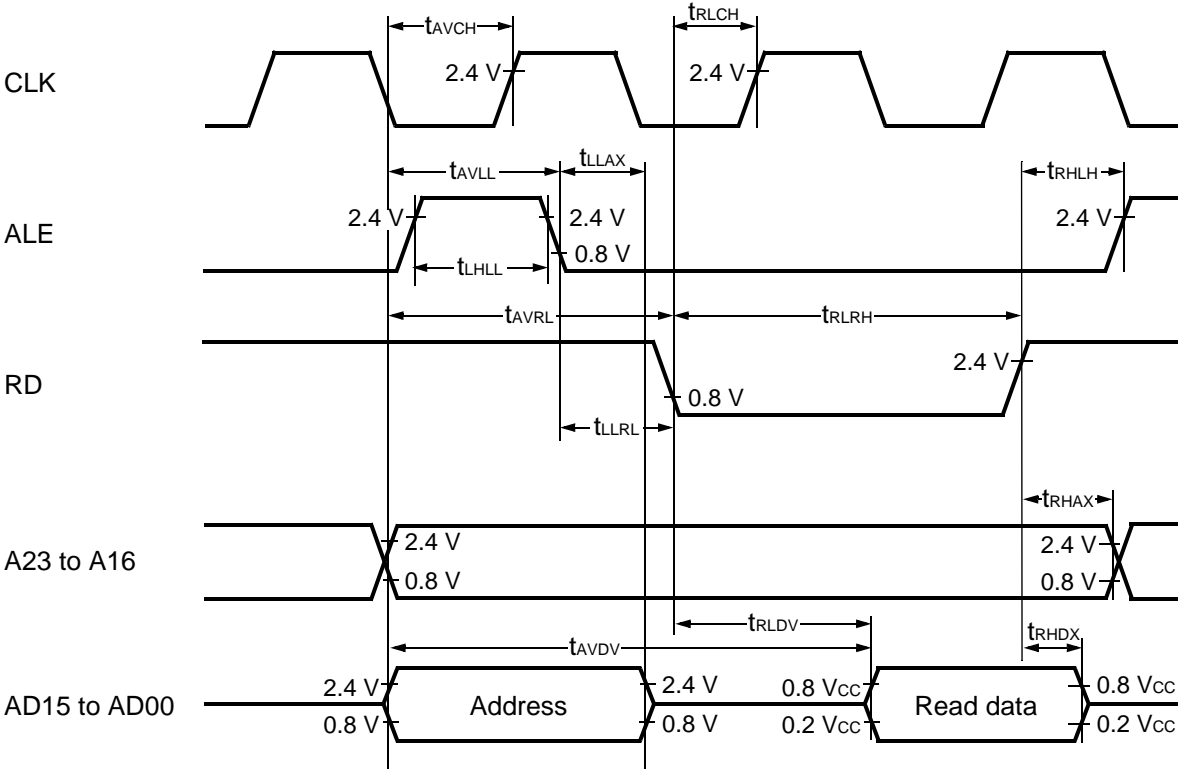 tAVCH
tRLCH
CLK
2.4 V
2.4 V
tAVLL
tLLAX
tRHLH
ALE
2.4 V
2.4 V
2.4 V
0.8 V
tLHLL
tAVRL
tRLRH
RD
2.4 V
0.8 V
tLLRL
tRHAX
A23 to A16
2.4 V
2.4 V
0.8 V
0.8 V
tRLDV
tRHDX
tAVDV
AD15 to AD00
2.4 V
Address
2.4 V
0.8 VCC
Read data
0.8 VCC
0.8 V
0.8 V
0.2 VCC
0.2 VCC